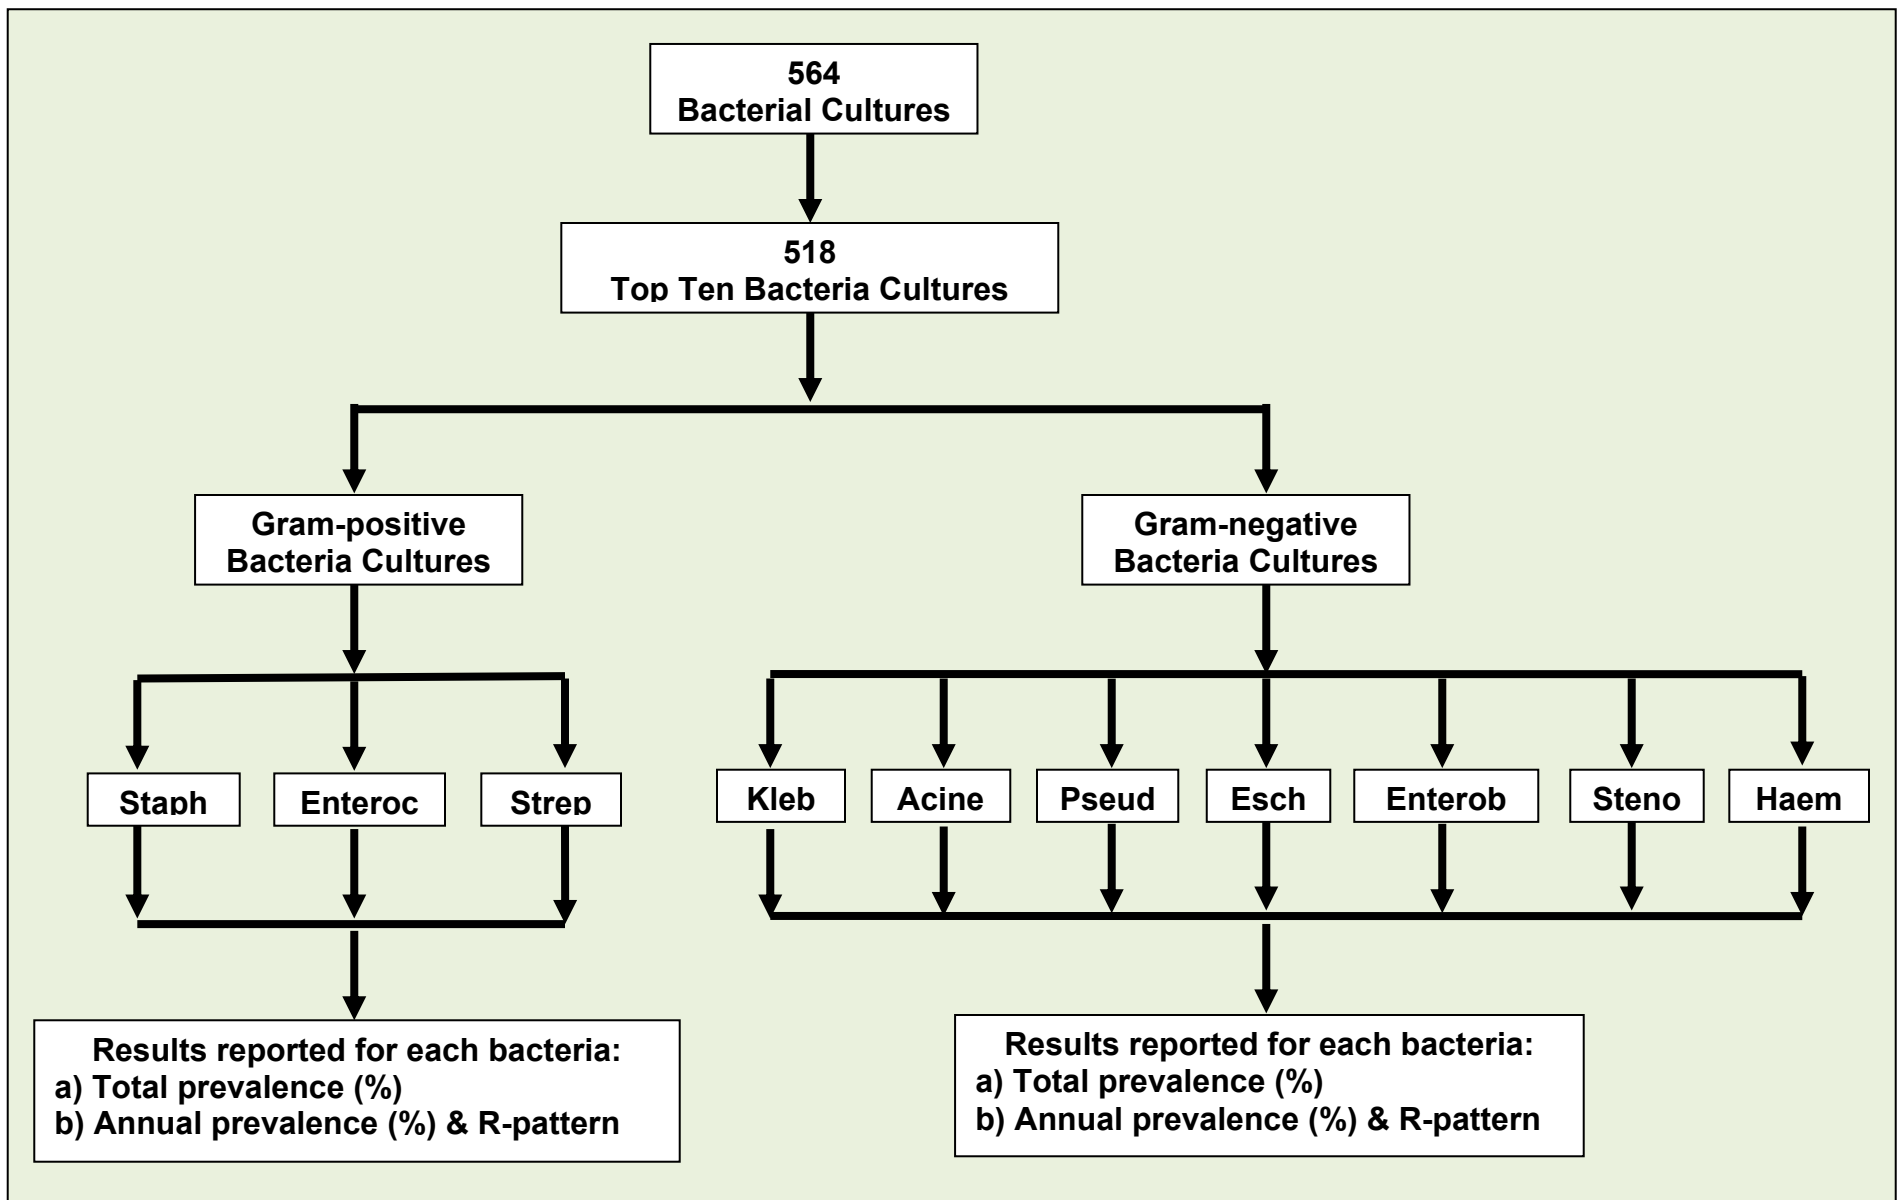 564
Bacterial Cultures
518
Top Ten Bacteria Cultures
Gram-positive
Bacteria Cultures
Gram-negative
Bacteria Cultures
Staph
Enteroc
Strep
Kleb
Acine
Pseud
Esch
Enterob
Steno
Haem
Results reported for each bacteria:
a) Total prevalence (%)
b) Annual prevalence (%) & R-pattern
Results reported for each bacteria:
a) Total prevalence (%)
b) Annual prevalence (%) & R-pattern